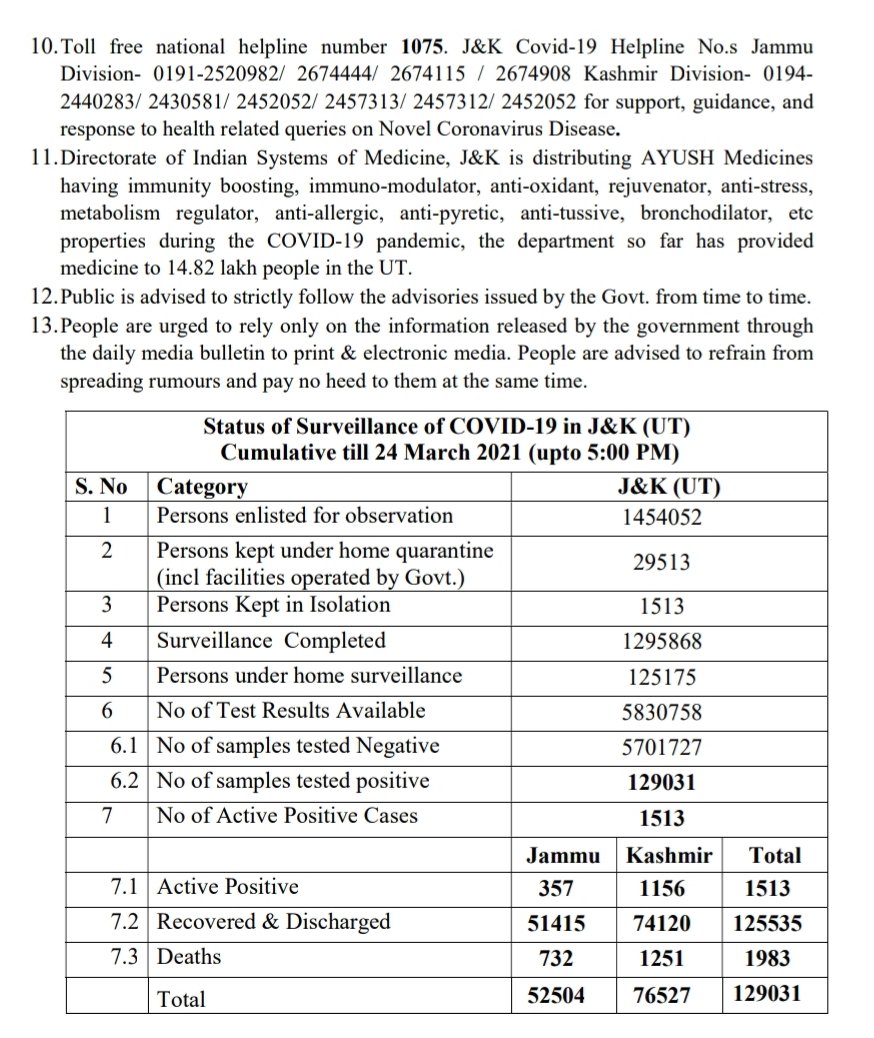 10.Toll free national helpline number 1075. J&K Covid-19 Helpline No.s Jammu
Division- 0191-2520982/ 2674444/ 2674115 / 2674908 Kashmir Division- 0194-
2440283/ 2430581/ 2452052/ 2457313/ 2457312/ 2452052 for support, guidance, and
response to health related queries on Novel Coronavirus Disease.
11.Directorate of Indian Systems of Medicine, J&K is distributing AYUSH Medicines
having immunity boosting, immuno-modulator, anti-oxidant, rejuvenator, anti-stress,
metabolism regulator, anti-allergic, anti-pyretic, anti-tussive, bronchodilator, etc
properties during the COVID-19 pandemic, the department so far has provided
medicine to 14.82 lakh people in the UT.
12.Public is advised to strictly follow the advisories issued by the Govt. from time to time.
13.People are urged to rely only on the information released by the government through
the daily media bulletin to print & electronic media. People are advised to refrain from
spreading rumours and pay no heed to them at the same time.
Status of Surveillance of COVID-19 in J&K (UT)
Cumulative till 24 March 2021 (upto 5:00 PM)
S. No Category J&K (UT)
1 Persons enlisted for observation 1454052
2 Persons kept under home quarantine
(incl facilities operated by Govt.) 29513
3 Persons Kept in Isolation 1513
4 Surveillance Completed 1295868
5 Persons under home surveillance 125175
6 No of Test Results Available 5830758
6.1 No of samples tested Negative 5701727
6.2 No of samples tested positive 129031
7 No of Active Positive Cases 1513
Jammu Kashmir Total
7.1 Active Positive 357 1156 1513
7.2 Recovered & Discharged 51415 74120 125535
7.3 Deaths 732 1251 1983
Total 52504 76527 129031